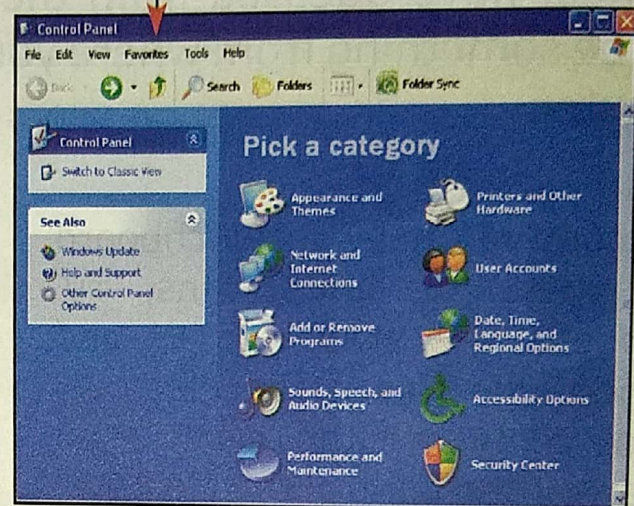 Control Panel
File Edit View Favorites Tools Help
Back Search Folders Folder Sync
Control Panel
Switch to Classic View
See Also
Windows Update
Help and Support
Other Control Panel
Options
Pick a category
Appearance and
Themes
Printers and Other
Hardware
Network and
Internet
Connections
User Accounts
Add or Remove
Programs
Date, Time,
Language, and
Regional Options
Sounds, Speech, and
Audio Devices
Accessibility Options
Performance and
Maintenance
Security Center